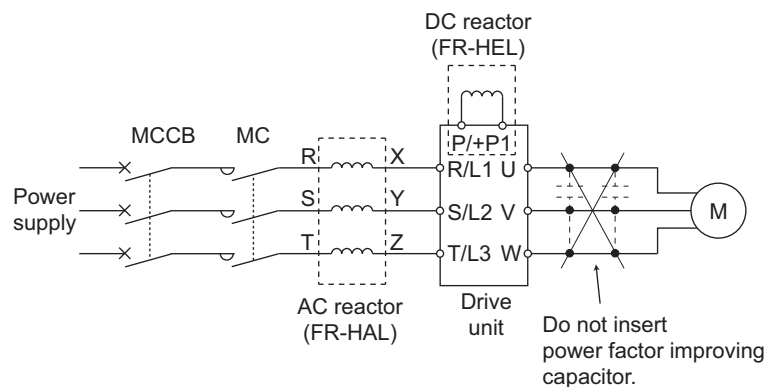 DC reactor
(FR-HEL)
P/+P1
MCCB
MC
R
X
R/L1 U
Power
supply
S
Y
S/L2 V
M
T
Z
T/L3 W
AC reactor
(FR-HAL)
Drive
unit
Do not insert
power factor improving
capacitor.